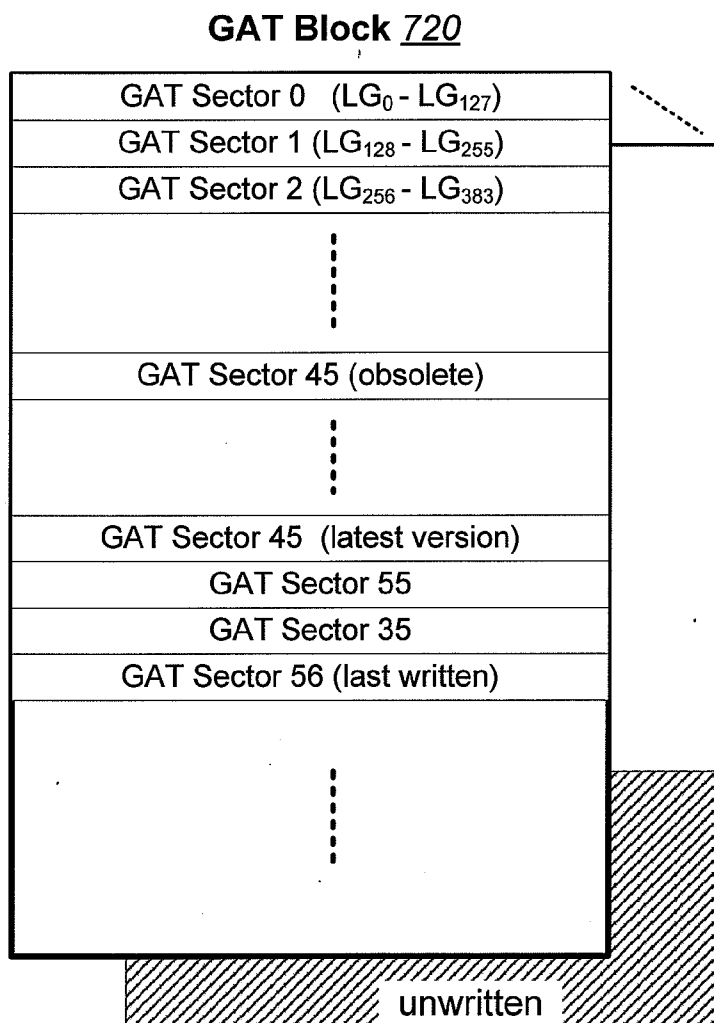 GAT Block 720
GAT Sector 0 (LG₀ - LG₁₂₇)
GAT Sector 1 (LG₁₂₈ - LG₂₅₅)
GAT Sector 2 (LG₂₅₆ - LG₃₈₃)
GAT Sector 45 (obsolete)
GAT Sector 45 (latest version)
GAT Sector 55
GAT Sector 35
GAT Sector 56 (last written)
unwritten